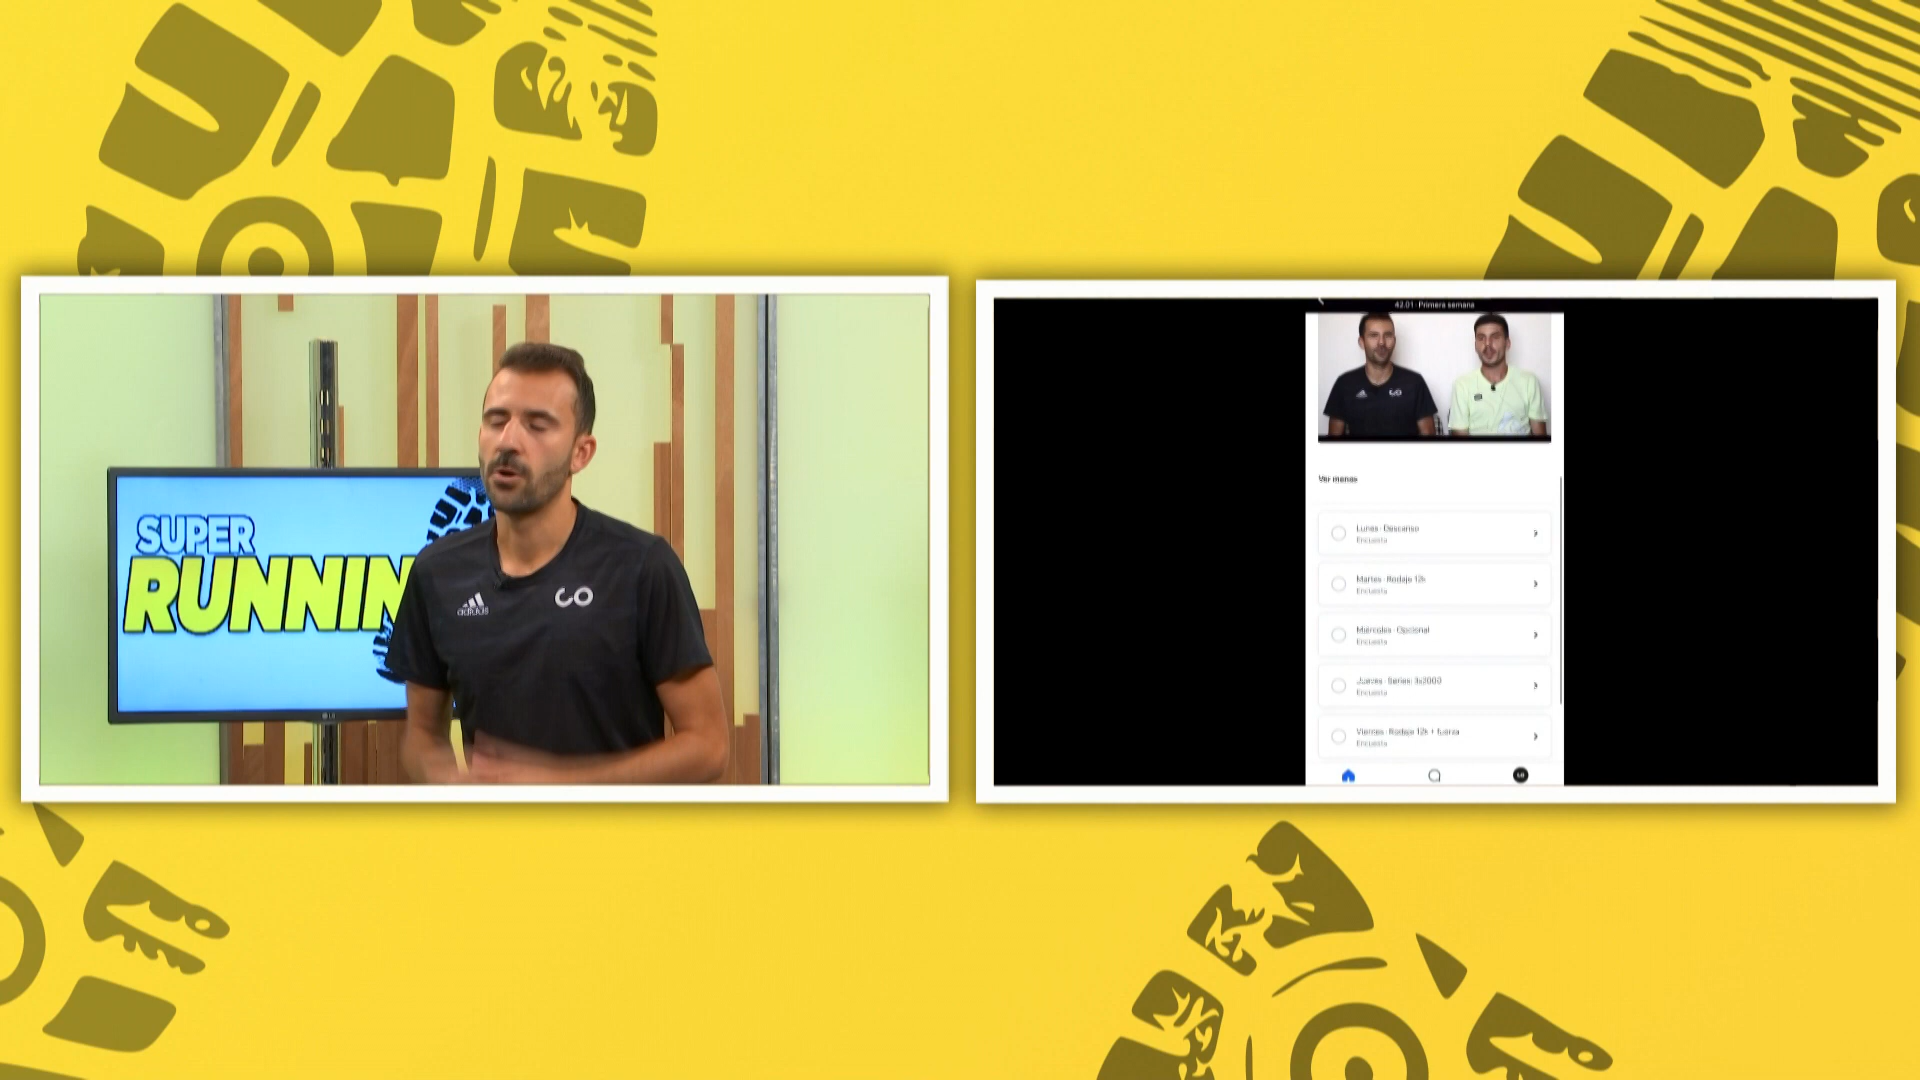 SUPER
RUNNIN
adidas
LG
42.01 · Primera semana
Ver menos
Lunes · Descanso
Encuesta
Martes · Rodaje 12k
Encuesta
Miércoles · Opcional
Encuesta
Jueves · Series: 3x2000
Encuesta
Viernes · Rodaje 12k + fuerza
Encuesta